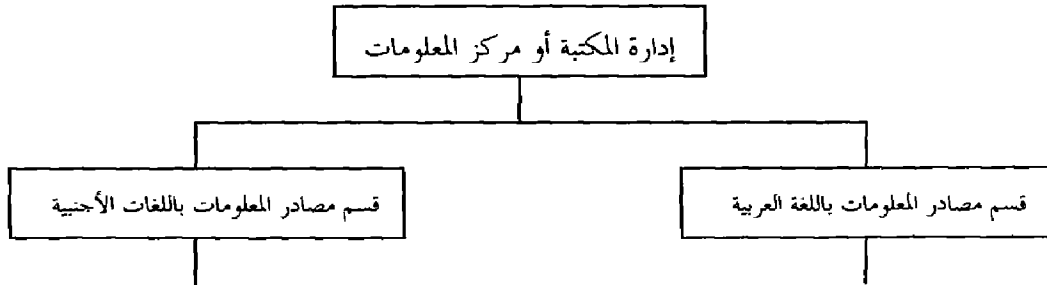 إدارة المكتبة أو مركز المعلومات
قسم مصادر المعلومات باللغة العربية
قسم مصادر المعلومات باللغات الأجنبية